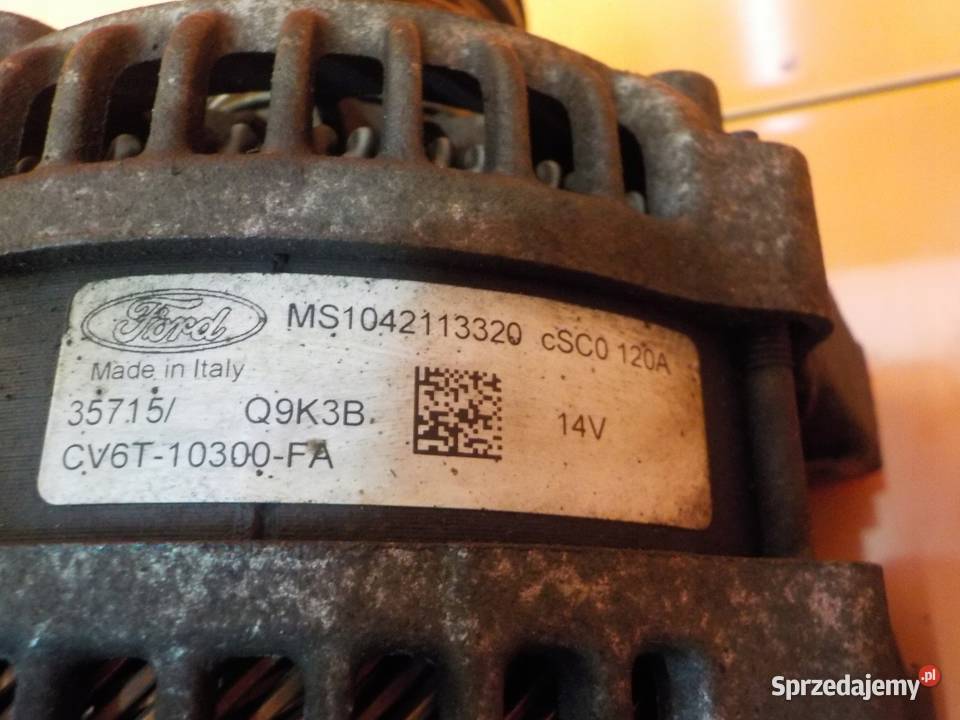 Ford MS1042113320 cSC0 120A
Made in Italy
35715/ Q9K3B 14V
CV6T-10300-FA
Sprzedajemy.pl